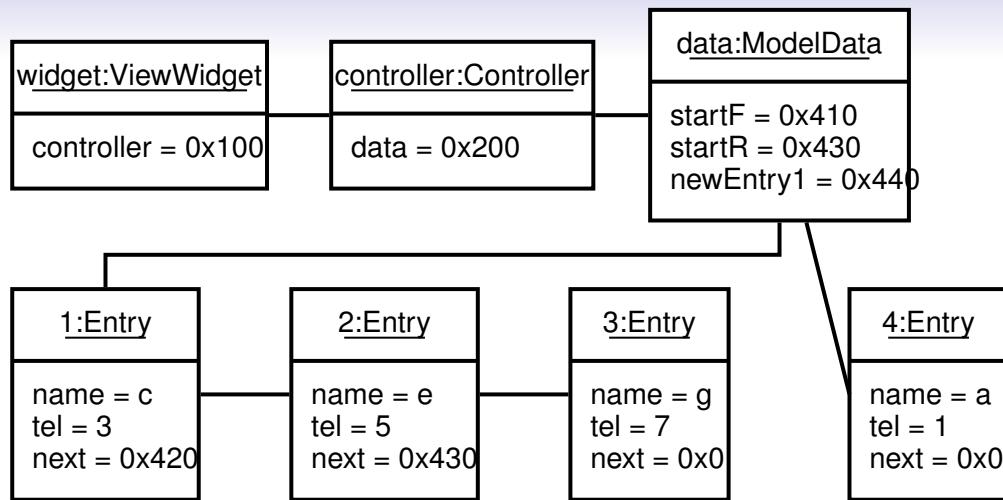 widget:ViewWidget
controller = 0x100
controller:Controller
data = 0x200
data:ModelData
startF = 0x410
startR = 0x430
newEntry1 = 0x440
1:Entry
name = c
tel = 3
next = 0x420
2:Entry
name = e
tel = 5
next = 0x430
3:Entry
name = g
tel = 7
next = 0x0
4:Entry
name = a
tel = 1
next = 0x0